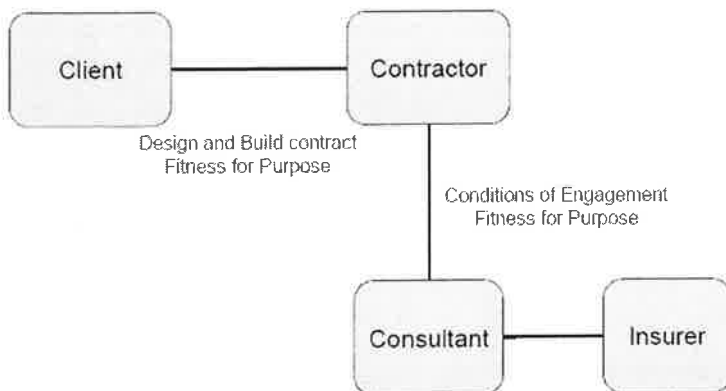 Client
Contractor
Design and Build contract
Fitness for Purpose
Conditions of Engagement
Fitness for Purpose
Consultant
Insurer